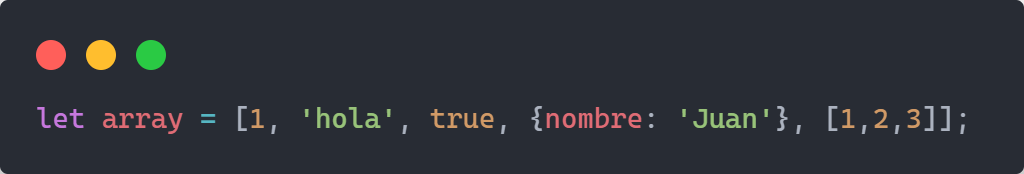 let array = [1, 'hola', true, {nombre: 'Juan'}, [1,2,3]];